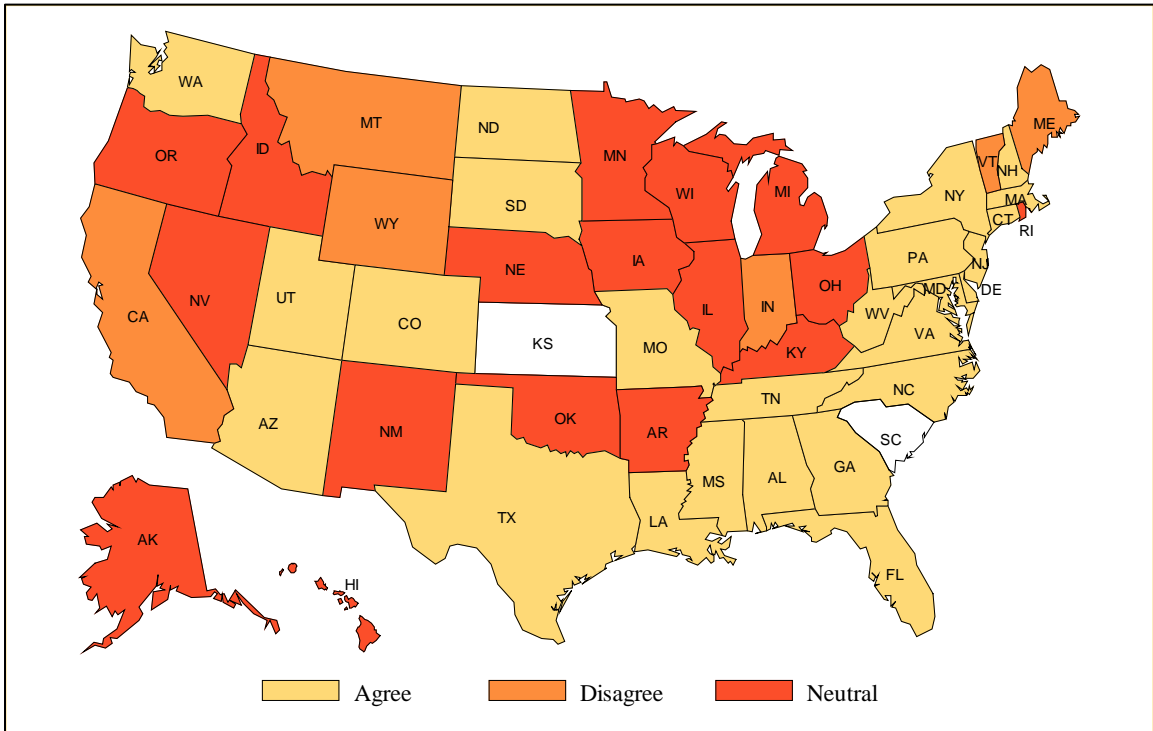 WA
MT
ND
MN
ME
VT
NH
OR
ID
WI
MI
NY
MA
SD
CT
RI
WY
NE
IA
PA
NJ
OH
MD
DE
NV
UT
IL
IN
CA
CO
KS
MO
WV
VA
KY
AZ
NM
OK
AR
TN
NC
SC
MS
AL
GA
TX
LA
AK
HI
FL
Agree Disagree Neutral